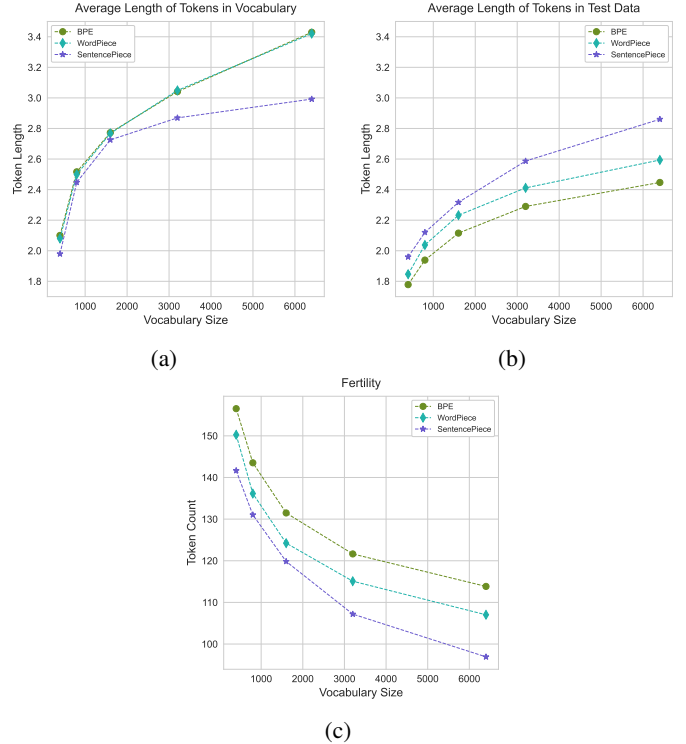 Average Length of Tokens in Vocabulary
BPE
WordPiece
SentencePiece
Token Length
3.4
3.2
3.0
2.8
2.6
2.4
2.2
2.0
1.8
1000 2000 3000 4000 5000 6000
Vocabulary Size
(a)
Average Length of Tokens in Test Data
BPE
WordPiece
SentencePiece
Token Length
3.4
3.2
3.0
2.8
2.6
2.4
2.2
2.0
1.8
1000 2000 3000 4000 5000 6000
Vocabulary Size
(b)
Fertility
BPE
WordPiece
SentencePiece
Token Count
150
140
130
120
110
100
1000 2000 3000 4000 5000 6000
Vocabulary Size
(c)